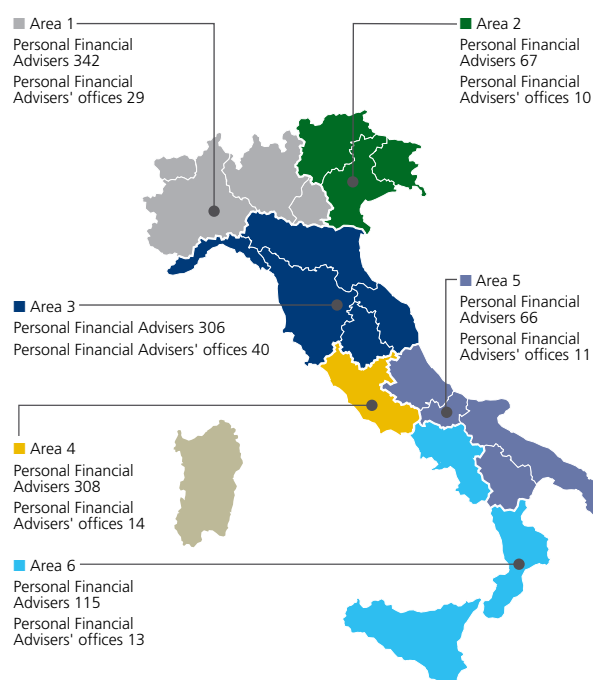 Area 1
Personal Financial
Advisers 342
Personal Financial
Advisers' offices 29
Area 2
Personal Financial
Advisers 67
Personal Financial
Advisers' offices 10
Area 3
Personal Financial Advisers 306
Personal Financial Advisers' offices 40
Area 5
Personal Financial
Advisers 66
Personal Financial
Advisers' offices 11
Area 4
Personal Financial
Advisers 308
Personal Financial
Advisers' offices 14
Area 6
Personal Financial
Advisers 115
Personal Financial
Advisers' offices 13